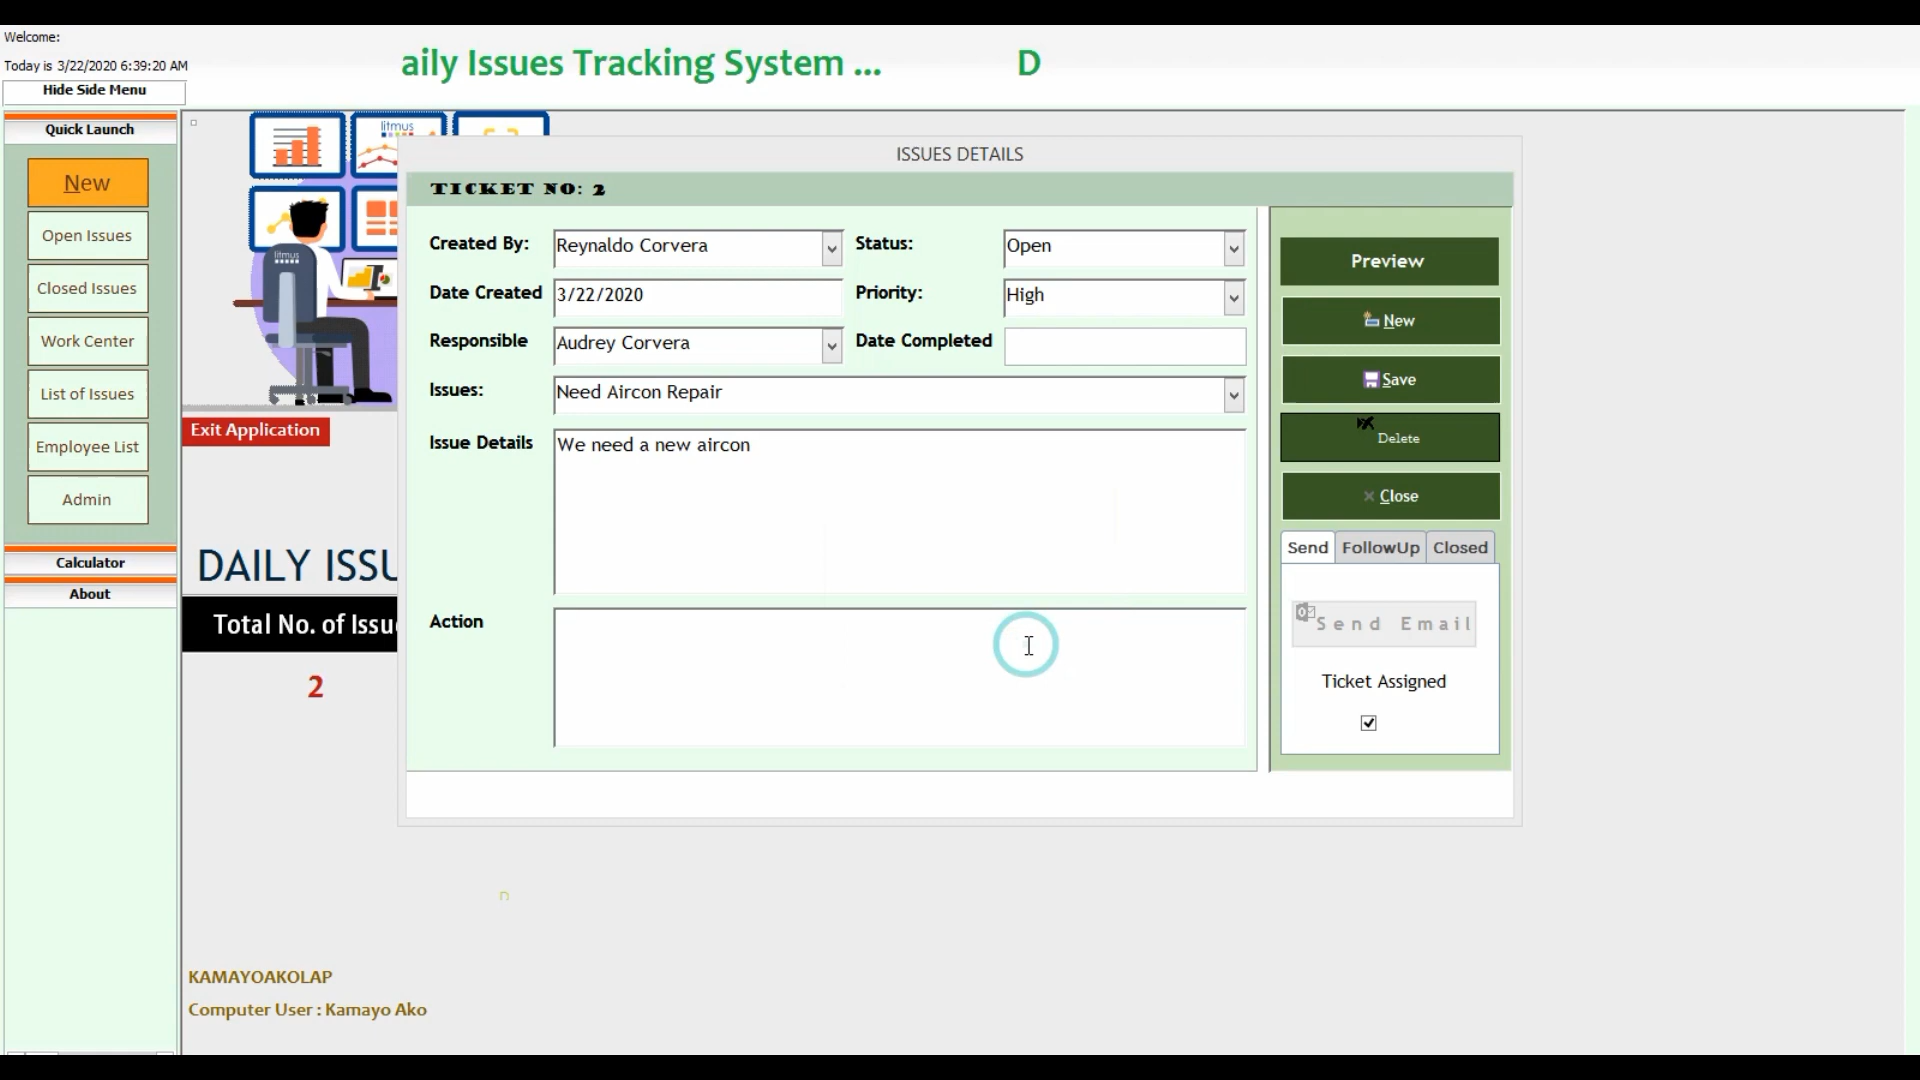 Welcome:
Today is 3/22/2020 6:39:20 AM
aily Issues Tracking System ... D
Hide Side Menu
Quick Launch
New
Open Issues
Closed Issues
Work Center
List of Issues
Employee List
Admin
Calculator
About
litmus
litmus
Exit Application
DAILY ISSU
Total No. of Issu
2
KAMAYOAKOLAP
Computer User : Kamayo Ako
ISSUES DETAILS
TICKET NO: 2
Created By: Reynaldo Corvera Status: Open
Date Created 3/22/2020 Priority: High
Responsible Audrey Corvera Date Completed
Issues: Need Aircon Repair
Issue Details We need a new aircon
Action
Preview
New
Save
Delete
Close
Send FollowUp Closed
Send Email
Ticket Assigned